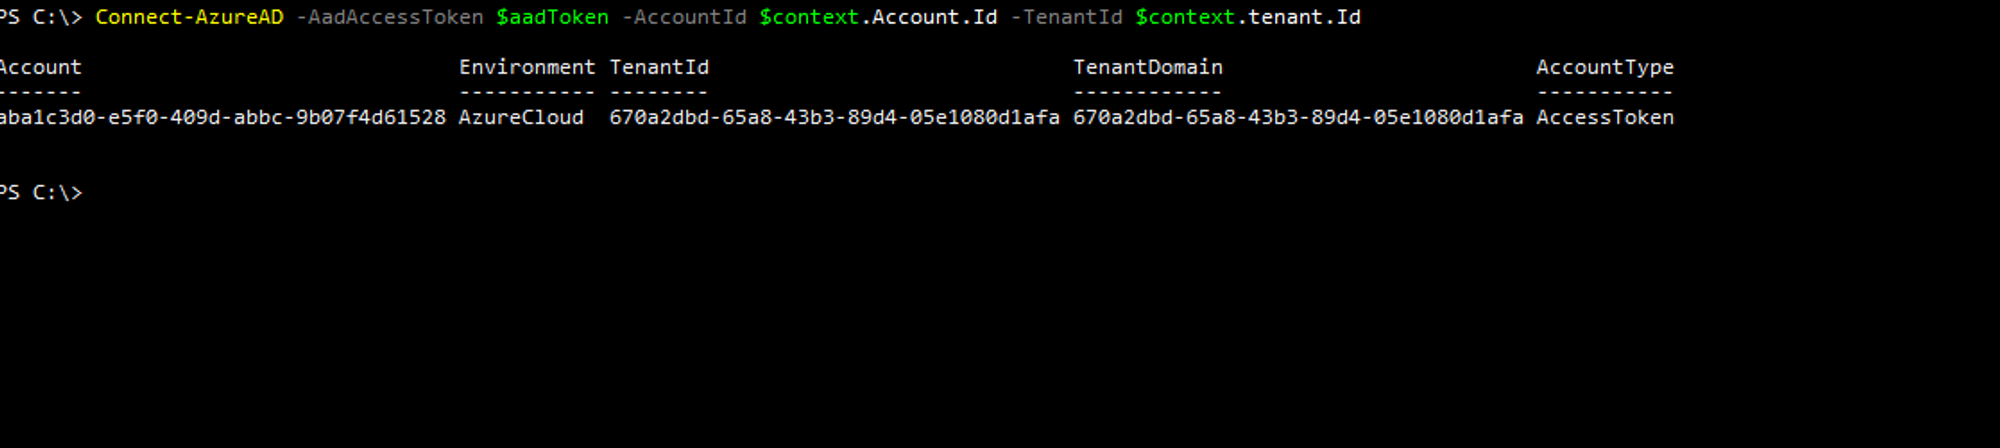 PS C:\> Connect-AzureAD -AadAccessToken $aadToken -AccountId $context.Account.Id -TenantId $context.tenant.Id
Account Environment TenantId TenantDomain AccountType
------- ----------- -------- ------------ -----------
aba1c3d0-e5f0-409d-abbc-9b07f4d61528 AzureCloud 670a2dbd-65a8-43b3-89d4-05e1080d1afa 670a2dbd-65a8-43b3-89d4-05e1080d1afa AccessToken
PS C:\>